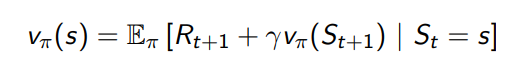 v_π(s) = 𝔼_π [R_{t+1} + γv_π(S_{t+1}) | S_t = s]